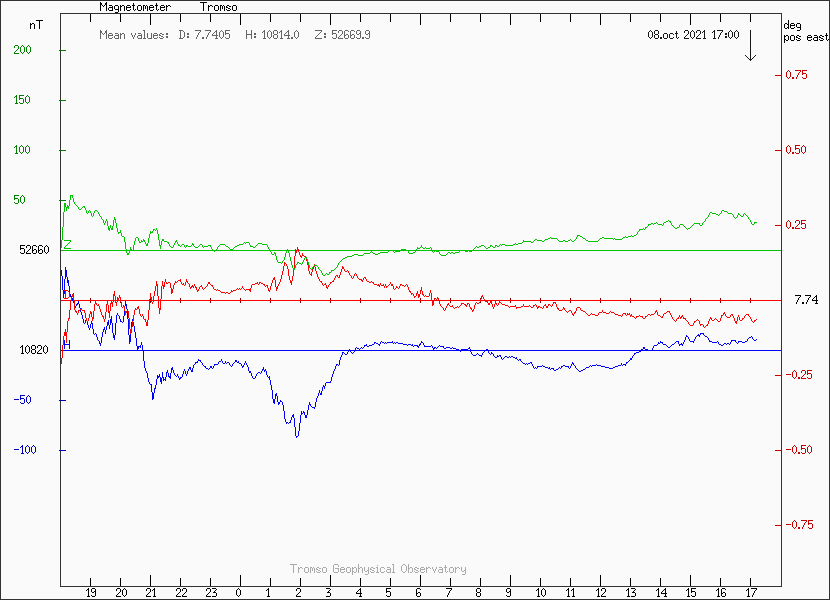 Magnetometer Tromso
nT
deg
Mean values: D: 7.7405 H: 10814.0 Z: 52669.9
08.oct 2021 17:00
pos east
200
0.75
150
100
0.50
50
0.25
Z
52660
D
7.74
H
10820
-0.25
-50
-100
-0.50
-0.75
Tromso Geophysical Observatory
19 20 21 22 23 0 1 2 3 4 5 6 7 8 9 10 11 12 13 14 15 16 17